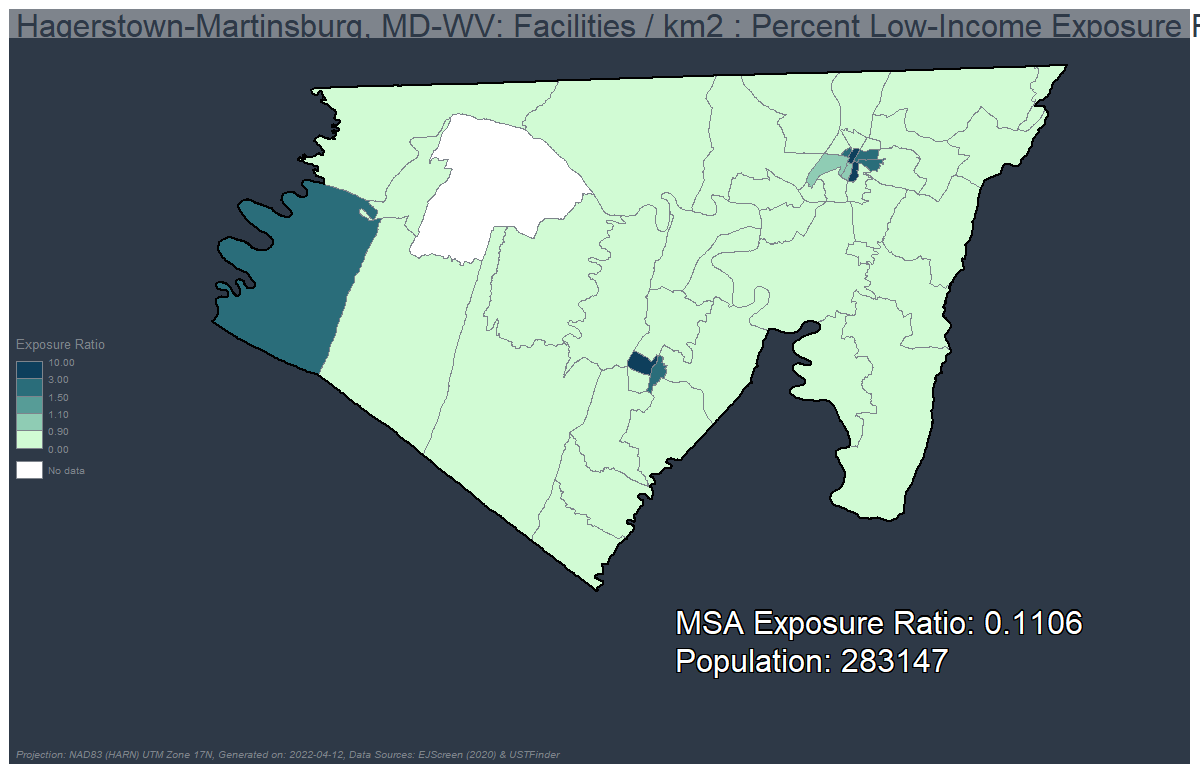 Hagerstown-Martinsburg, MD-WV: Facilities / km2 : Percent Low-Income Exposure
Exposure Ratio
10.00
3.00
1.50
1.10
0.90
0.00
No data
MSA Exposure Ratio: 0.1106
Population: 283147
Projection: NAD83 (HARN) UTM Zone 17N, Generated on: 2022-04-12, Data Sources: EJScreen (2020) & USTFinder